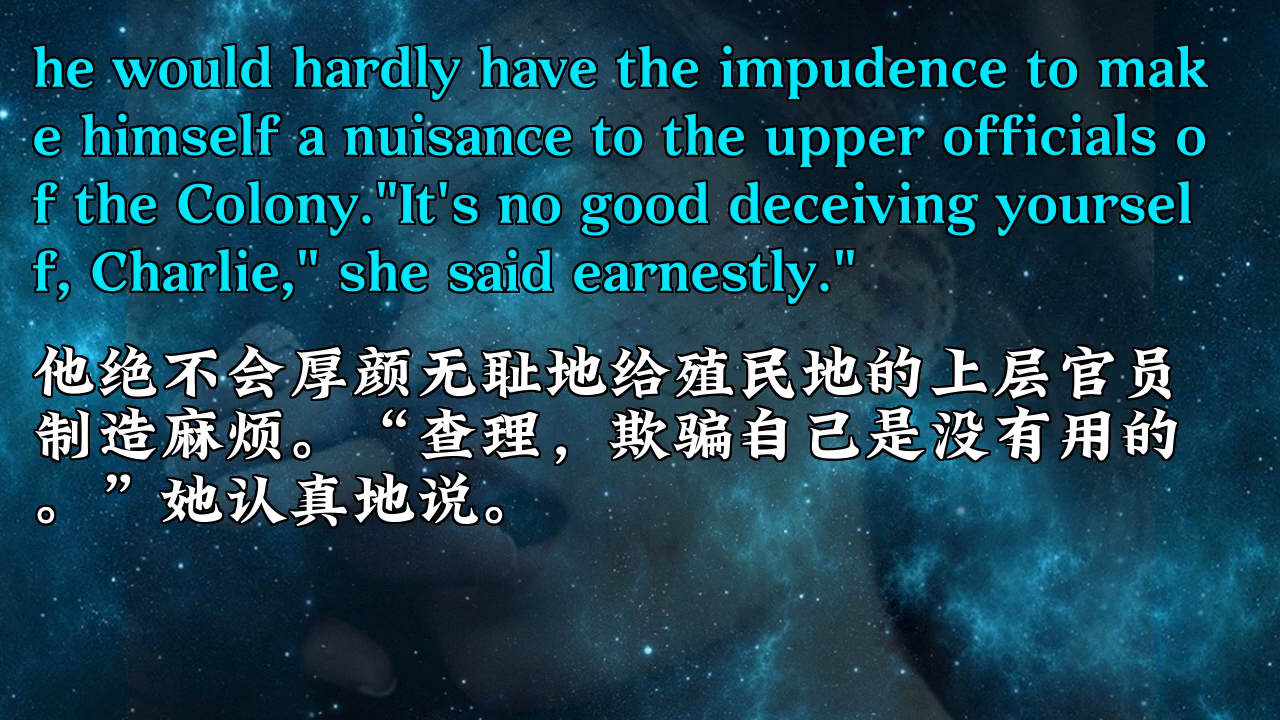 he would hardly have the impudence to mak
e himself a nuisance to the upper officials o
f the Colony."It's no good deceiving yoursel
f, Charlie," she said earnestly."
他绝不会厚颜无耻地给殖民地的上层官员
制造麻烦。“查理，欺骗自己是没有用的
。”她认真地说。